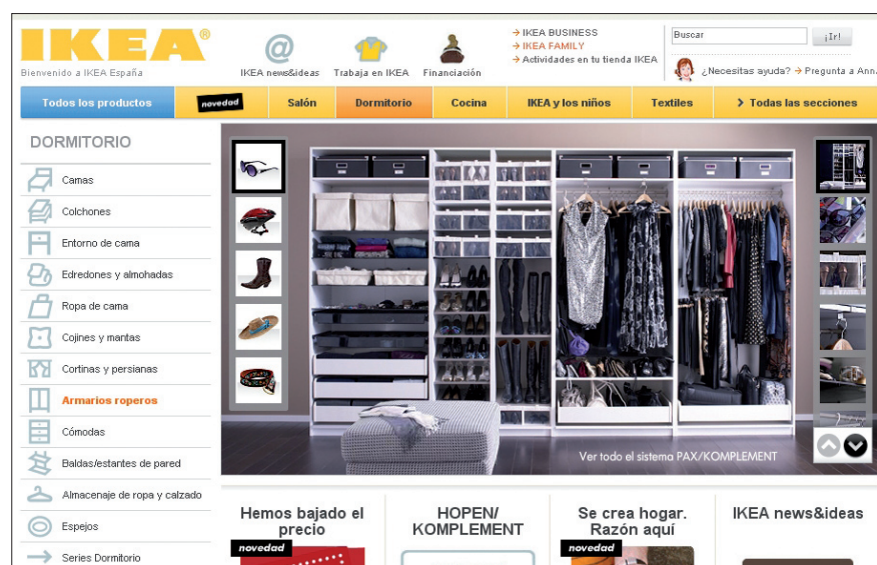 IKEA®
Bienvenido a IKEA España
IKEA news&ideas
Trabaja en IKEA
Financiación
→ IKEA BUSINESS
→ IKEA FAMILY
→ Actividades en tu tienda IKEA
Buscar
¡Ir!
¿Necesitas ayuda? → Pregunta a Ann
Todos los productos
novedad
Salón
Dormitorio
Cocina
IKEA y los niños
Textiles
> Todas las secciones
DORMITORIO
Camas
Colchones
Entorno de cama
Edredones y almohadas
Ropa de cama
Cojines y mantas
Cortinas y persianas
Armarios roperos
Cómodas
Baldas/estantes de pared
Almacenaje de ropa y calzado
Espejos
Series Dormitorio
Ver todo el sistema PAX/KOMPLEMENT
Hemos bajado el
precio
novedad
HOPEN/
KOMPLEMENT
Se crea hogar.
Razón aquí
novedad
IKEA news&ideas